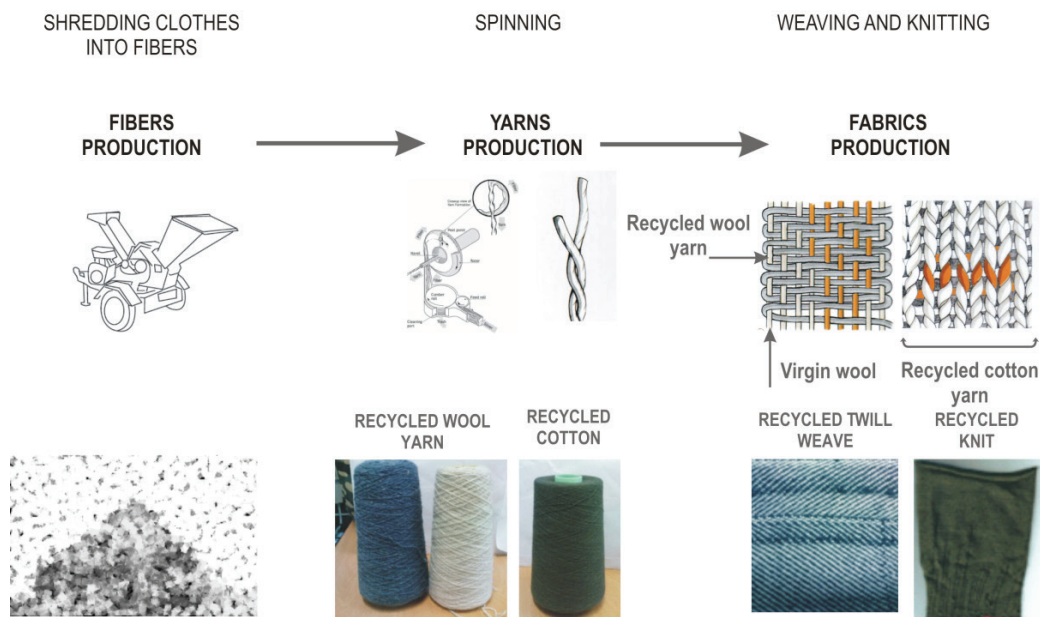 SHREDDING CLOTHES
INTO FIBERS
SPINNING
WEAVING AND KNITTING
FIBERS
PRODUCTION
YARNS
PRODUCTION
FABRICS
PRODUCTION
Recycled wool
yarn
Virgin wool
Recycled cotton
yarn
RECYCLED WOOL
YARN
RECYCLED
COTTON
RECYCLED TWILL
WEAVE
RECYCLED
KNIT